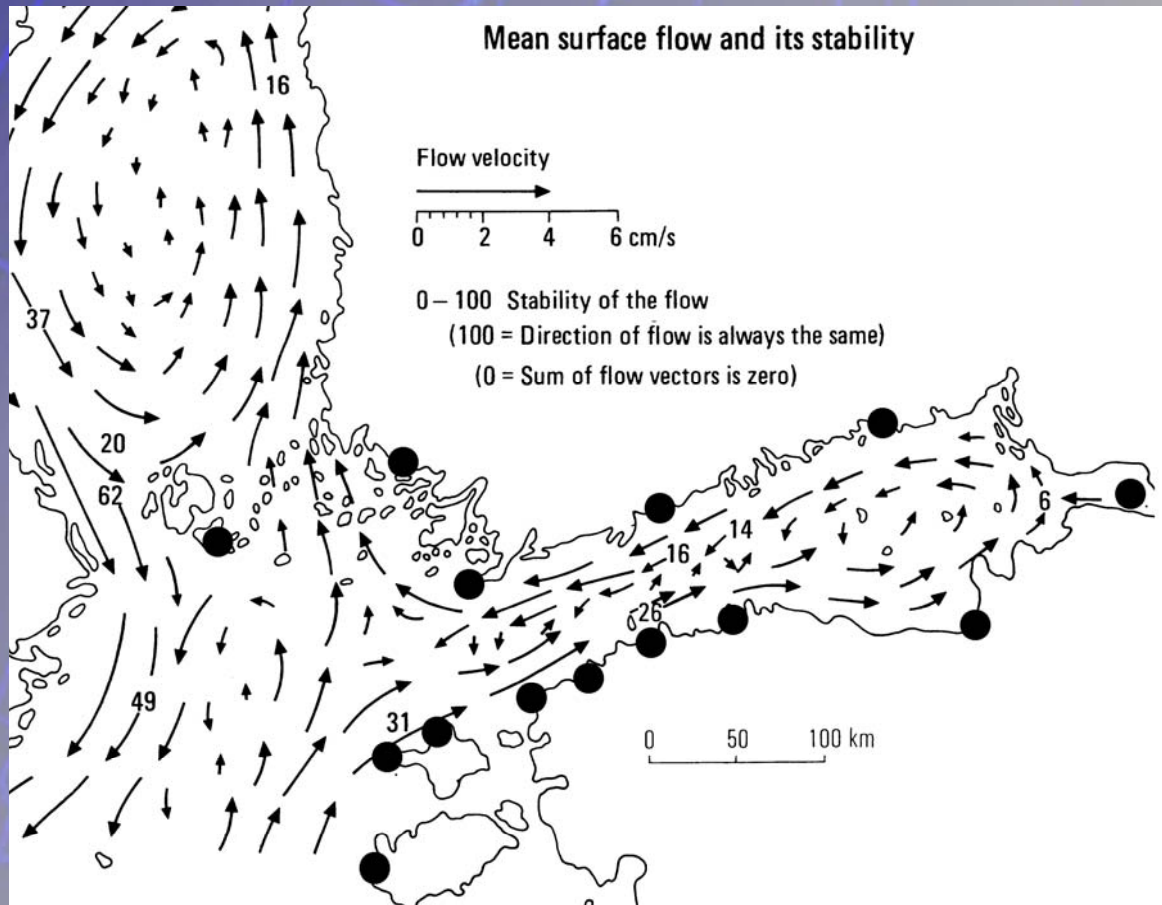 Mean surface flow and its stability
16
Flow velocity
0 2 4 6 cm/s
0–100 Stability of the flow
(100 = Direction of flow is always the same)
(0 = Sum of flow vectors is zero)
37
20
62
6
14
16
26
49
31
0 50 100 km